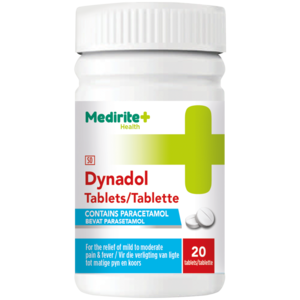 Medirite+
Health
S0
Dynadol
Tablets/Tablette
CONTAINS PARACETAMOL
BEVAT PARASETAMOL
For the relief of mild to moderate
pain & fever / Vir die verligting van ligte
tot matige pyn en koors
20
tablets/tablette